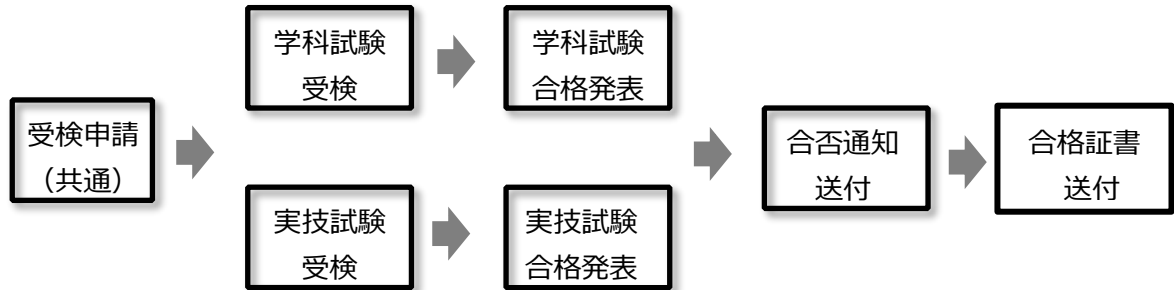 学科試験
受検
学科試験
合格発表
受検申請
（共通）
合否通知
送付
合格証書
送付
実技試験
受検
実技試験
合格発表